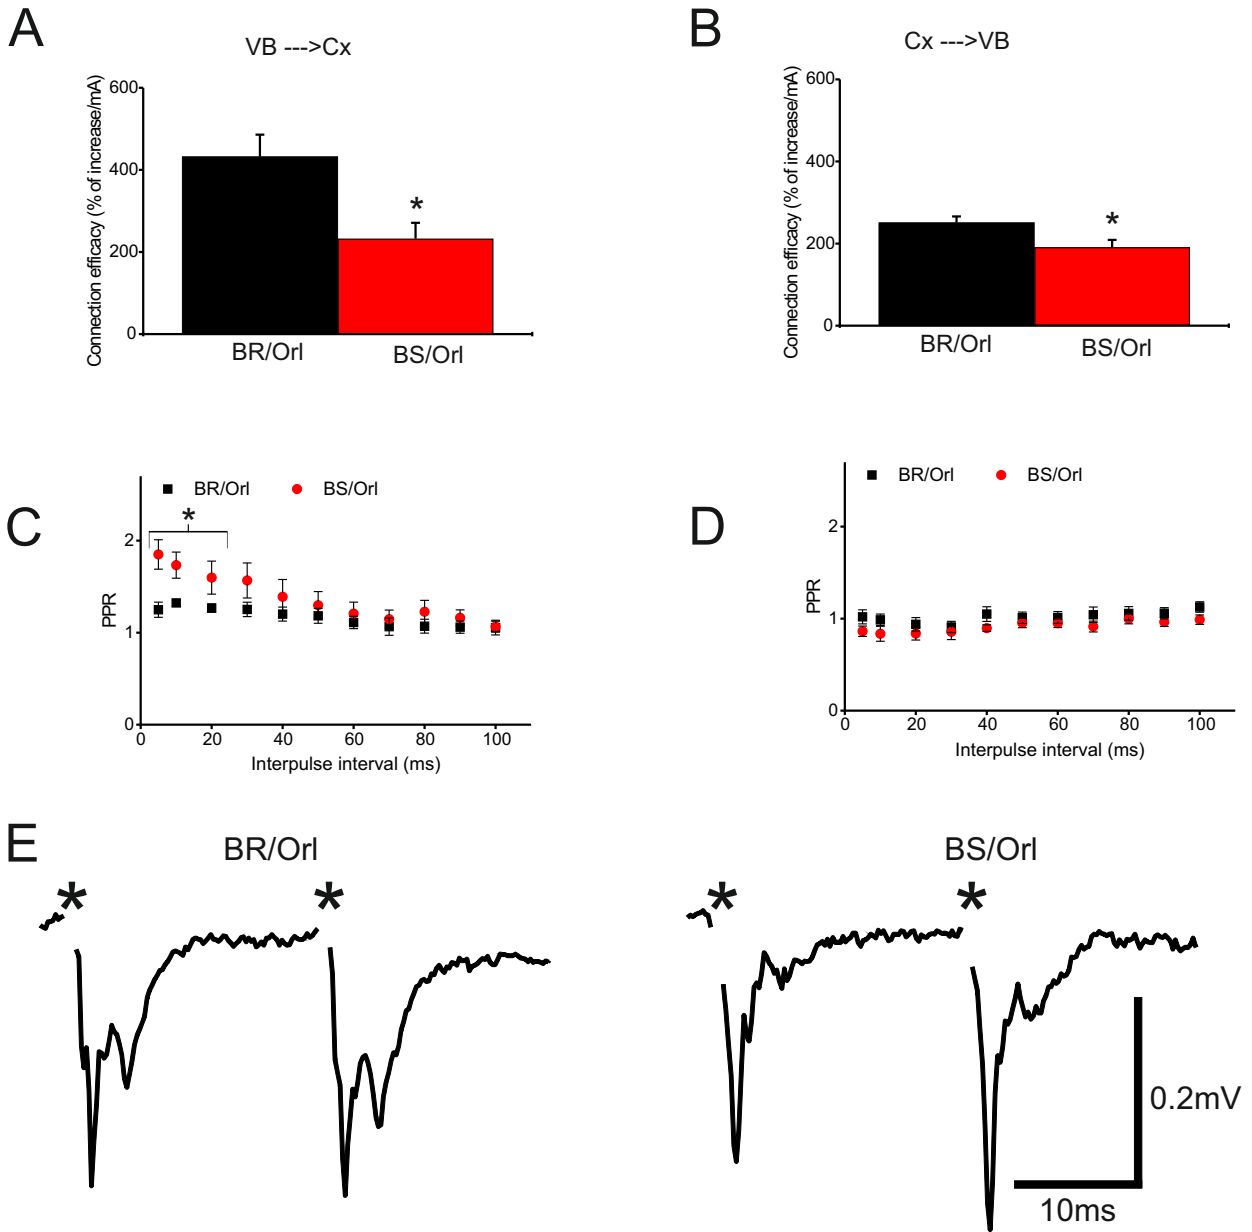 A
VB --->Cx
Connection efficacy (% of increase/mA)
600
400
200
0
*
BR/Orl
BS/Orl
B
Cx --->VB
Connection efficacy (% of increase/mA)
600
400
200
0
*
BR/Orl
BS/Orl
C
BR/Orl
BS/Orl
*
PPR
2
1
0
0 20 40 60 80 100
Interpulse interval (ms)
D
BR/Orl
BS/Orl
PPR
2
1
0
0 20 40 60 80 100
Interpulse interval (ms)
E
BR/Orl
* *
BS/Orl
* *
0.2mV
10ms